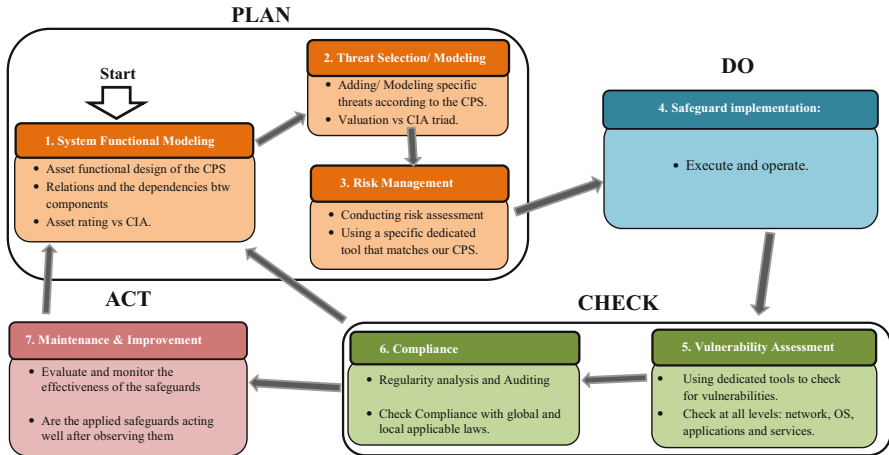 PLAN
Start
1. System Functional Modeling
• Asset functional design of the CPS
• Relations and the dependencies btw
components
• Asset rating vs CIA.
2. Threat Selection/ Modeling
• Adding/ Modeling specific
threats according to the CPS.
• Valuation vs CIA triad.
3. Risk Management
• Conducting risk assessment
• Using a specific dedicated
tool that matches our CPS.
DO
4. Safeguard implementation:
• Execute and operate.
CHECK
5. Vulnerability Assessment
• Using dedicated tools to check
for vulnerabilities.
• Check at all levels: network, OS,
applications and services.
6. Compliance
• Regularity analysis and Auditing
• Check Compliance with global and
local applicable laws.
ACT
7. Maintenance & Improvement
• Evaluate and monitor the
effectiveness of the safeguards
• Are the applied safeguards acting
well after observing them